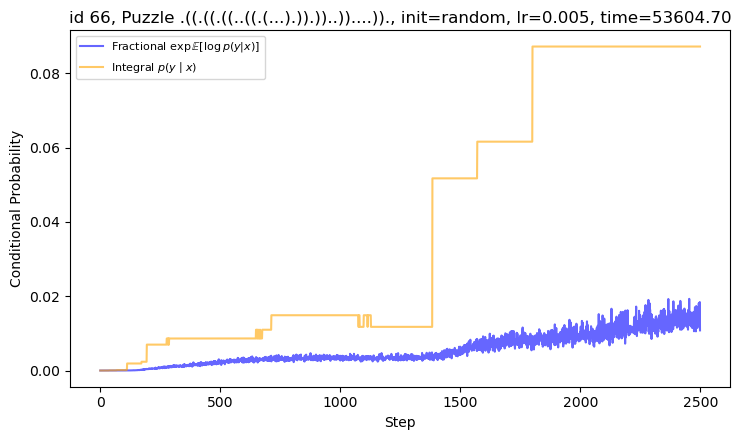 id 66, Puzzle .((.((.((..((.(...).)).))..))....))., init=random, lr=0.005, time=53604.70
Fractional exp𝔼[log p(y|x)]
Integral p(y | x)
Conditional Probability
0.08
0.06
0.04
0.02
0.00
0
500
1000
1500
2000
2500
Step